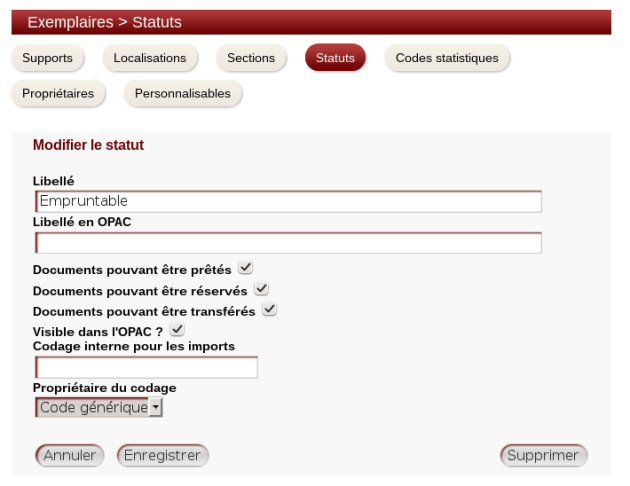 Exemplaires > Statuts
Supports Localisations Sections Statuts Codes statistiques
Propriétaires Personnalisables
Modifier le statut
Libellé
Empruntable
Libellé en OPAC
Documents pouvant être prêtés
Documents pouvant être réservés
Documents pouvant être transférés
Visible dans l'OPAC ?
Codage interne pour les imports
Propriétaire du codage
Code générique
Annuler Enregistrer Supprimer